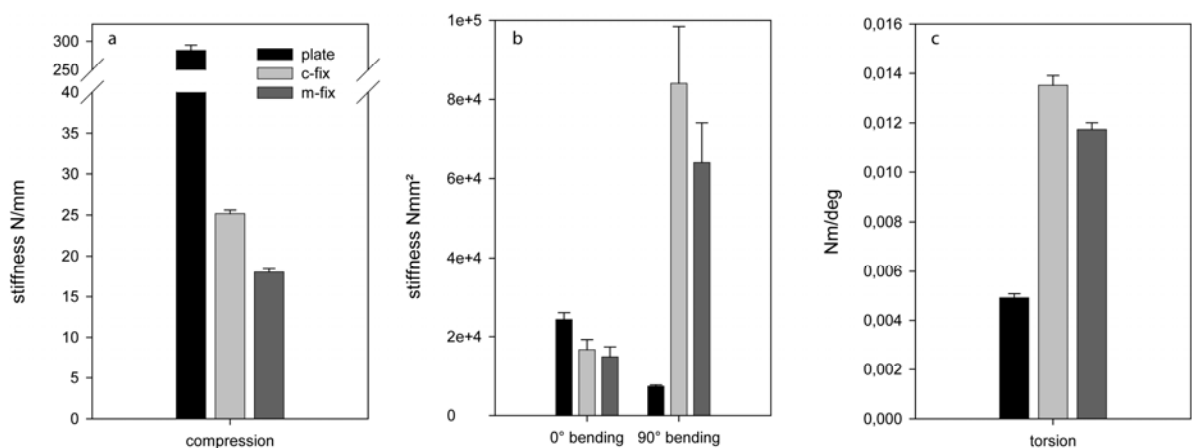 a
stiffness N/mm
300
250
40
35
30
25
20
15
10
5
0
compression
plate
c-fix
m-fix
b
stiffness Nmm²
1e+5
8e+4
6e+4
4e+4
2e+4
0
0° bending 90° bending
c
Nm/deg
0,016
0,014
0,012
0,010
0,008
0,006
0,004
0,002
0,000
torsion